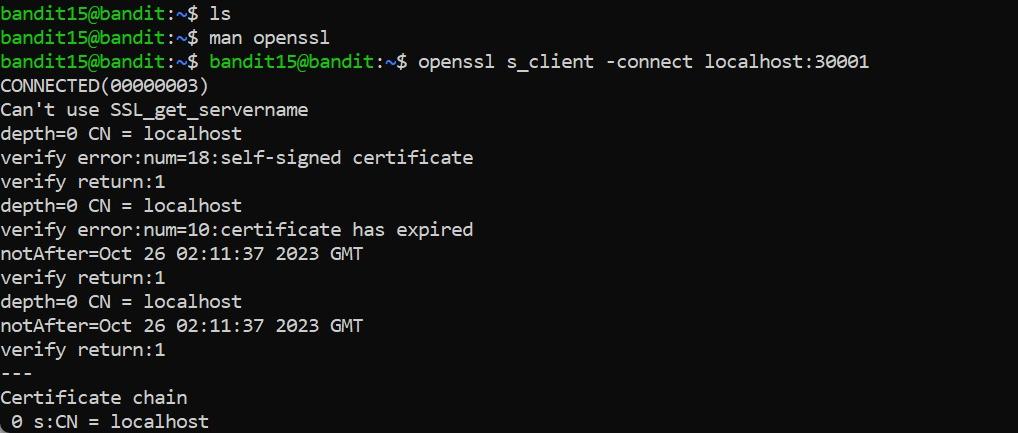 bandit15@bandit:~$ ls
bandit15@bandit:~$ man openssl
bandit15@bandit:~$ bandit15@bandit:~$ openssl s_client -connect localhost:30001
CONNECTED(00000003)
Can't use SSL_get_servername
depth=0 CN = localhost
verify error:num=18:self-signed certificate
verify return:1
depth=0 CN = localhost
verify error:num=10:certificate has expired
notAfter=Oct 26 02:11:37 2023 GMT
verify return:1
depth=0 CN = localhost
notAfter=Oct 26 02:11:37 2023 GMT
verify return:1
---
Certificate chain
 0 s:CN = localhost